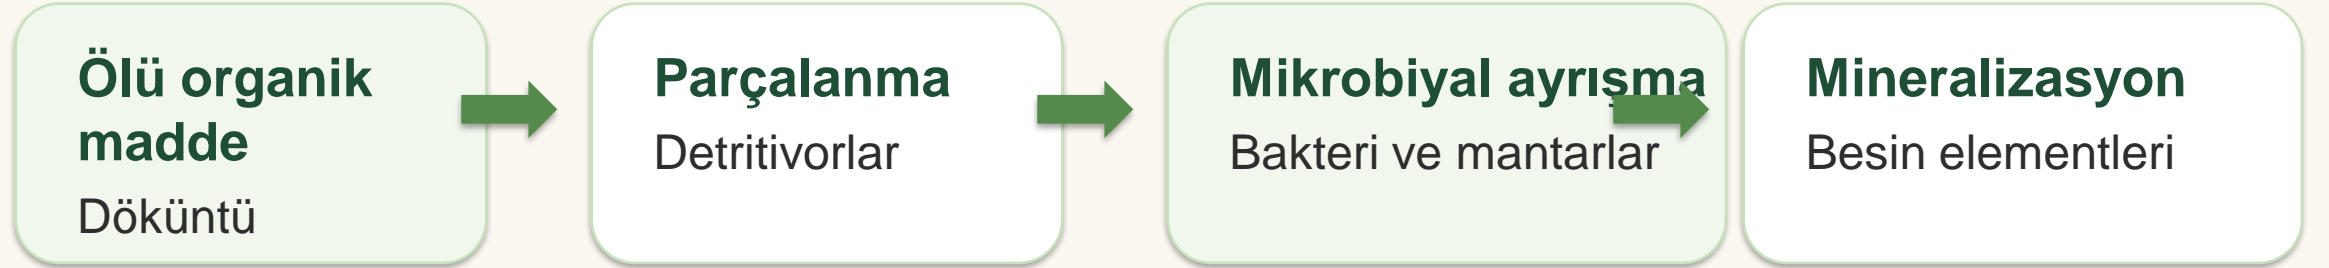 Ölü organik
madde
Döküntü
Parçalanma
Detritivorlar
Mikrobiyal ayrışma
Bakteri ve mantarlar
Mineralizasyon
Besin elementleri